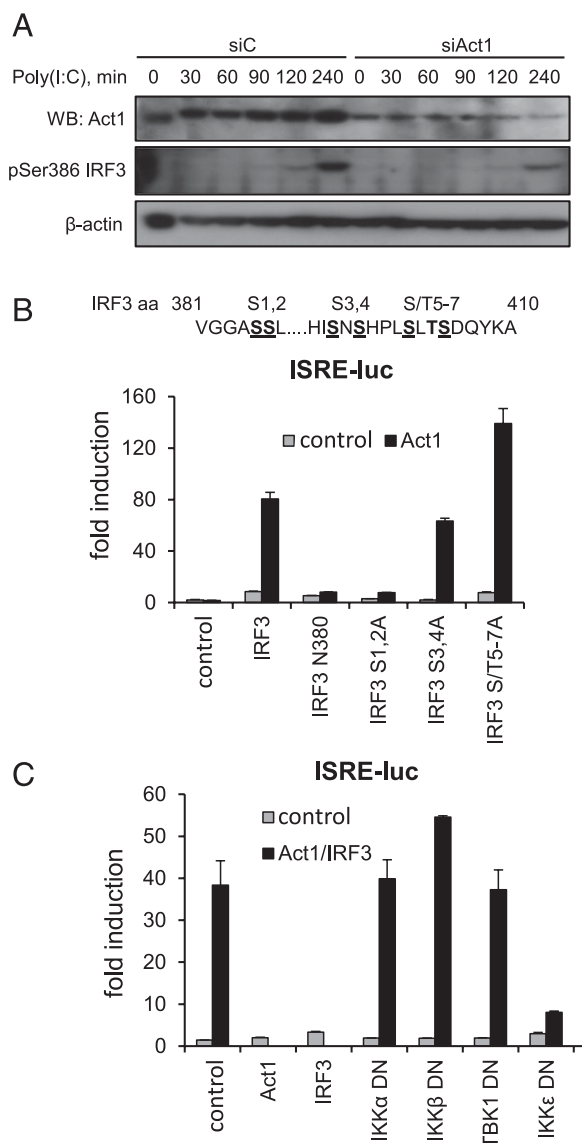 A
siC siAct1
Poly(I:C), min 0 30 60 90 120 240 0 30 60 90 120 240
WB: Act1
pSer386 IRF3
β-actin
B
IRF3 aa 381 S1,2 S3,4 S/T5-7 410
VGGASSL....HISNSHPLSLTSDQYKA
ISRE-luc
control Act1
fold induction
160
120
80
40
0
control
IRF3
IRF3 N380
IRF3 S1,2A
IRF3 S3,4A
IRF3 S/T5-7A
C
ISRE-luc
control
Act1/IRF3
fold induction
60
50
40
30
20
10
0
control
Act1
IRF3
IKKα DN
IKKβ DN
TBK1 DN
IKKε DN